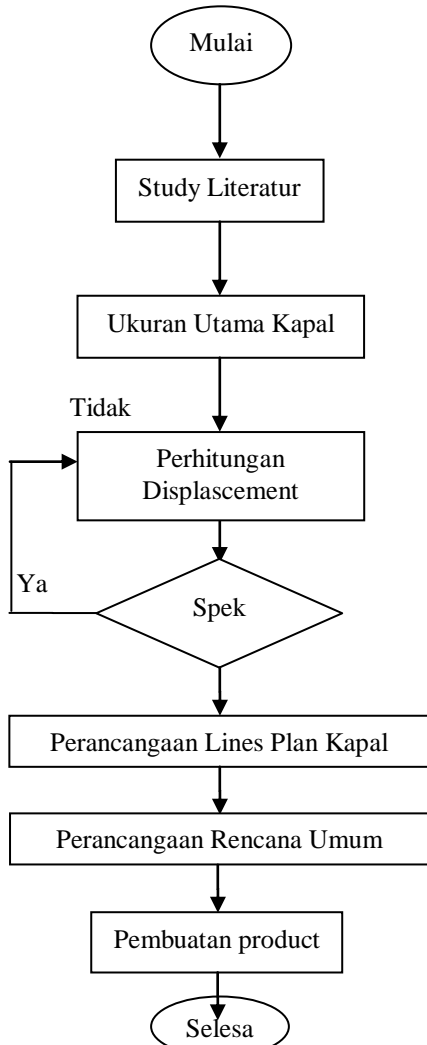 Mulai
Study Literatur
Ukuran Utama Kapal
Tidak
Perhitungan
Displascement
Ya
Spek
Perancangaan Lines Plan Kapal
Perancangaan Rencana Umum
Pembuatan product
Selesa